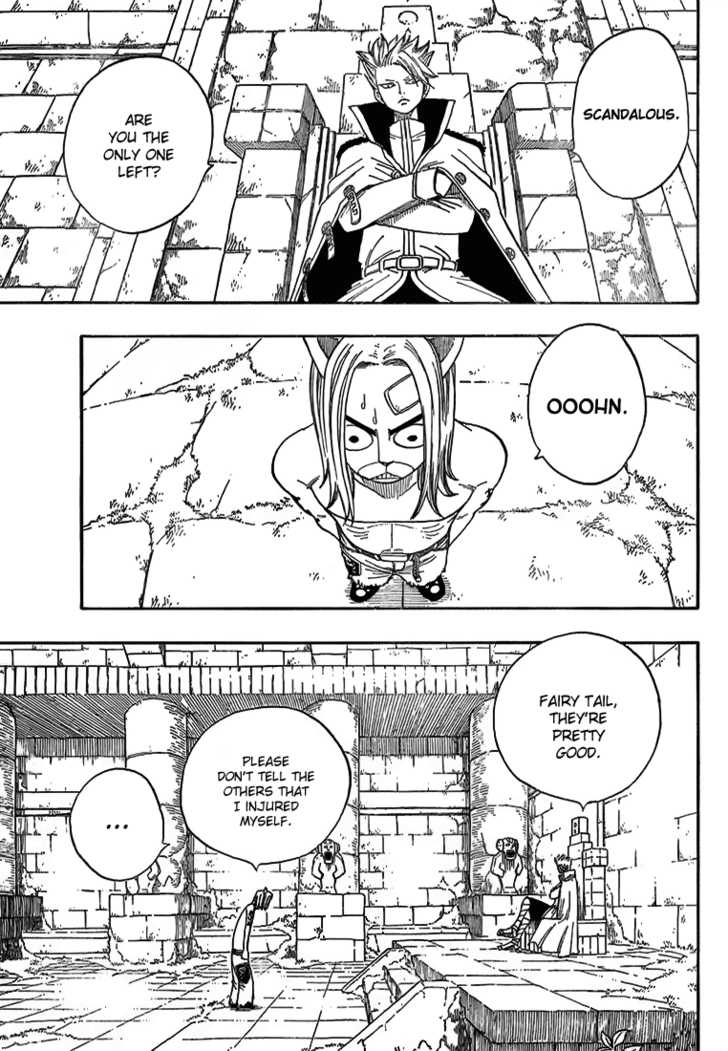 SCANDALOUS.
ARE
YOU THE
ONLY ONE
LEFT?
OOOHN.
FAIRY TAIL,
THEY'RE
PRETTY
GOOD.
PLEASE
DON'T TELL THE
OTHERS THAT
I INJURED
MYSELF.
...